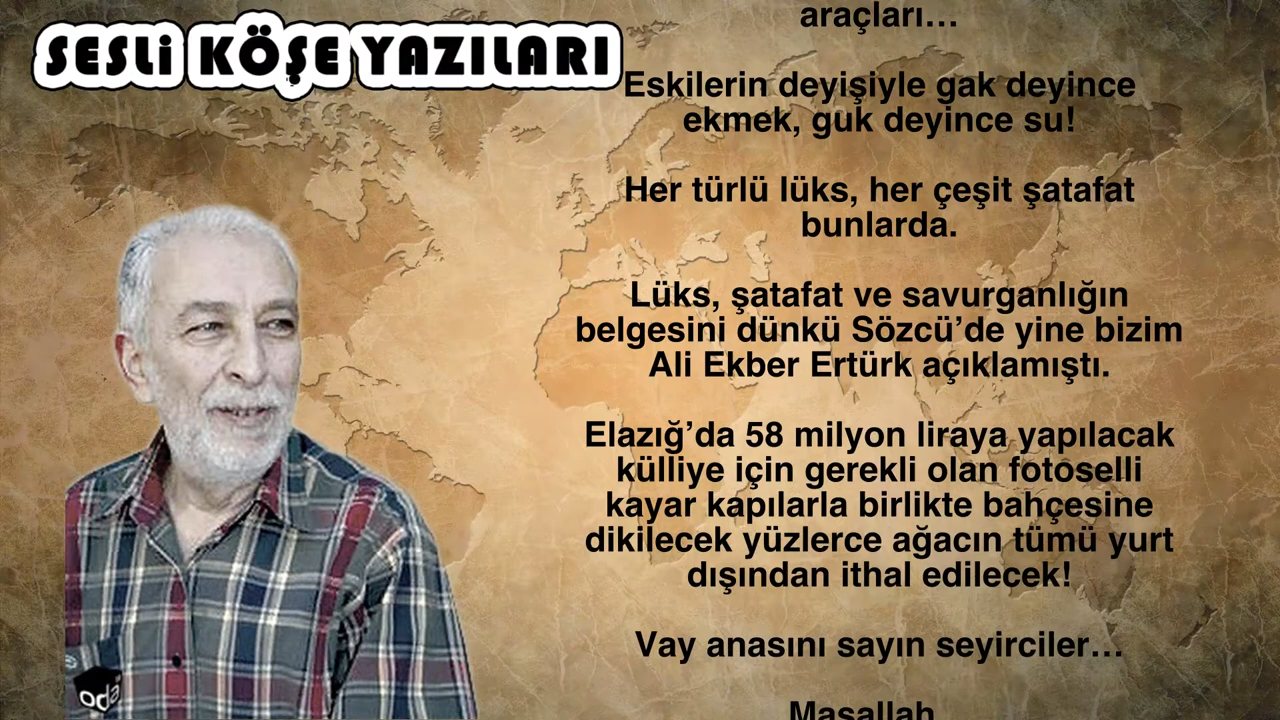 SESLİ KÖŞE YAZILARI
araçları…
Eskilerin deyişiyle gak deyince
ekmek, guk deyince su!
Her türlü lüks, her çeşit şatafat
bunlarda.
Lüks, şatafat ve savurganlığın
belgesini dünkü Sözcü’de yine bizim
Ali Ekber Ertürk açıklamıştı.
Elazığ’da 58 milyon liraya yapılacak
külliye için gerekli olan fotoselli
kayar kapılarla birlikte bahçesine
dikilecek yüzlerce ağacın tümü yurt
dışından ithal edilecek!
Vay anasını sayın seyirciler…
Maşallah
oda